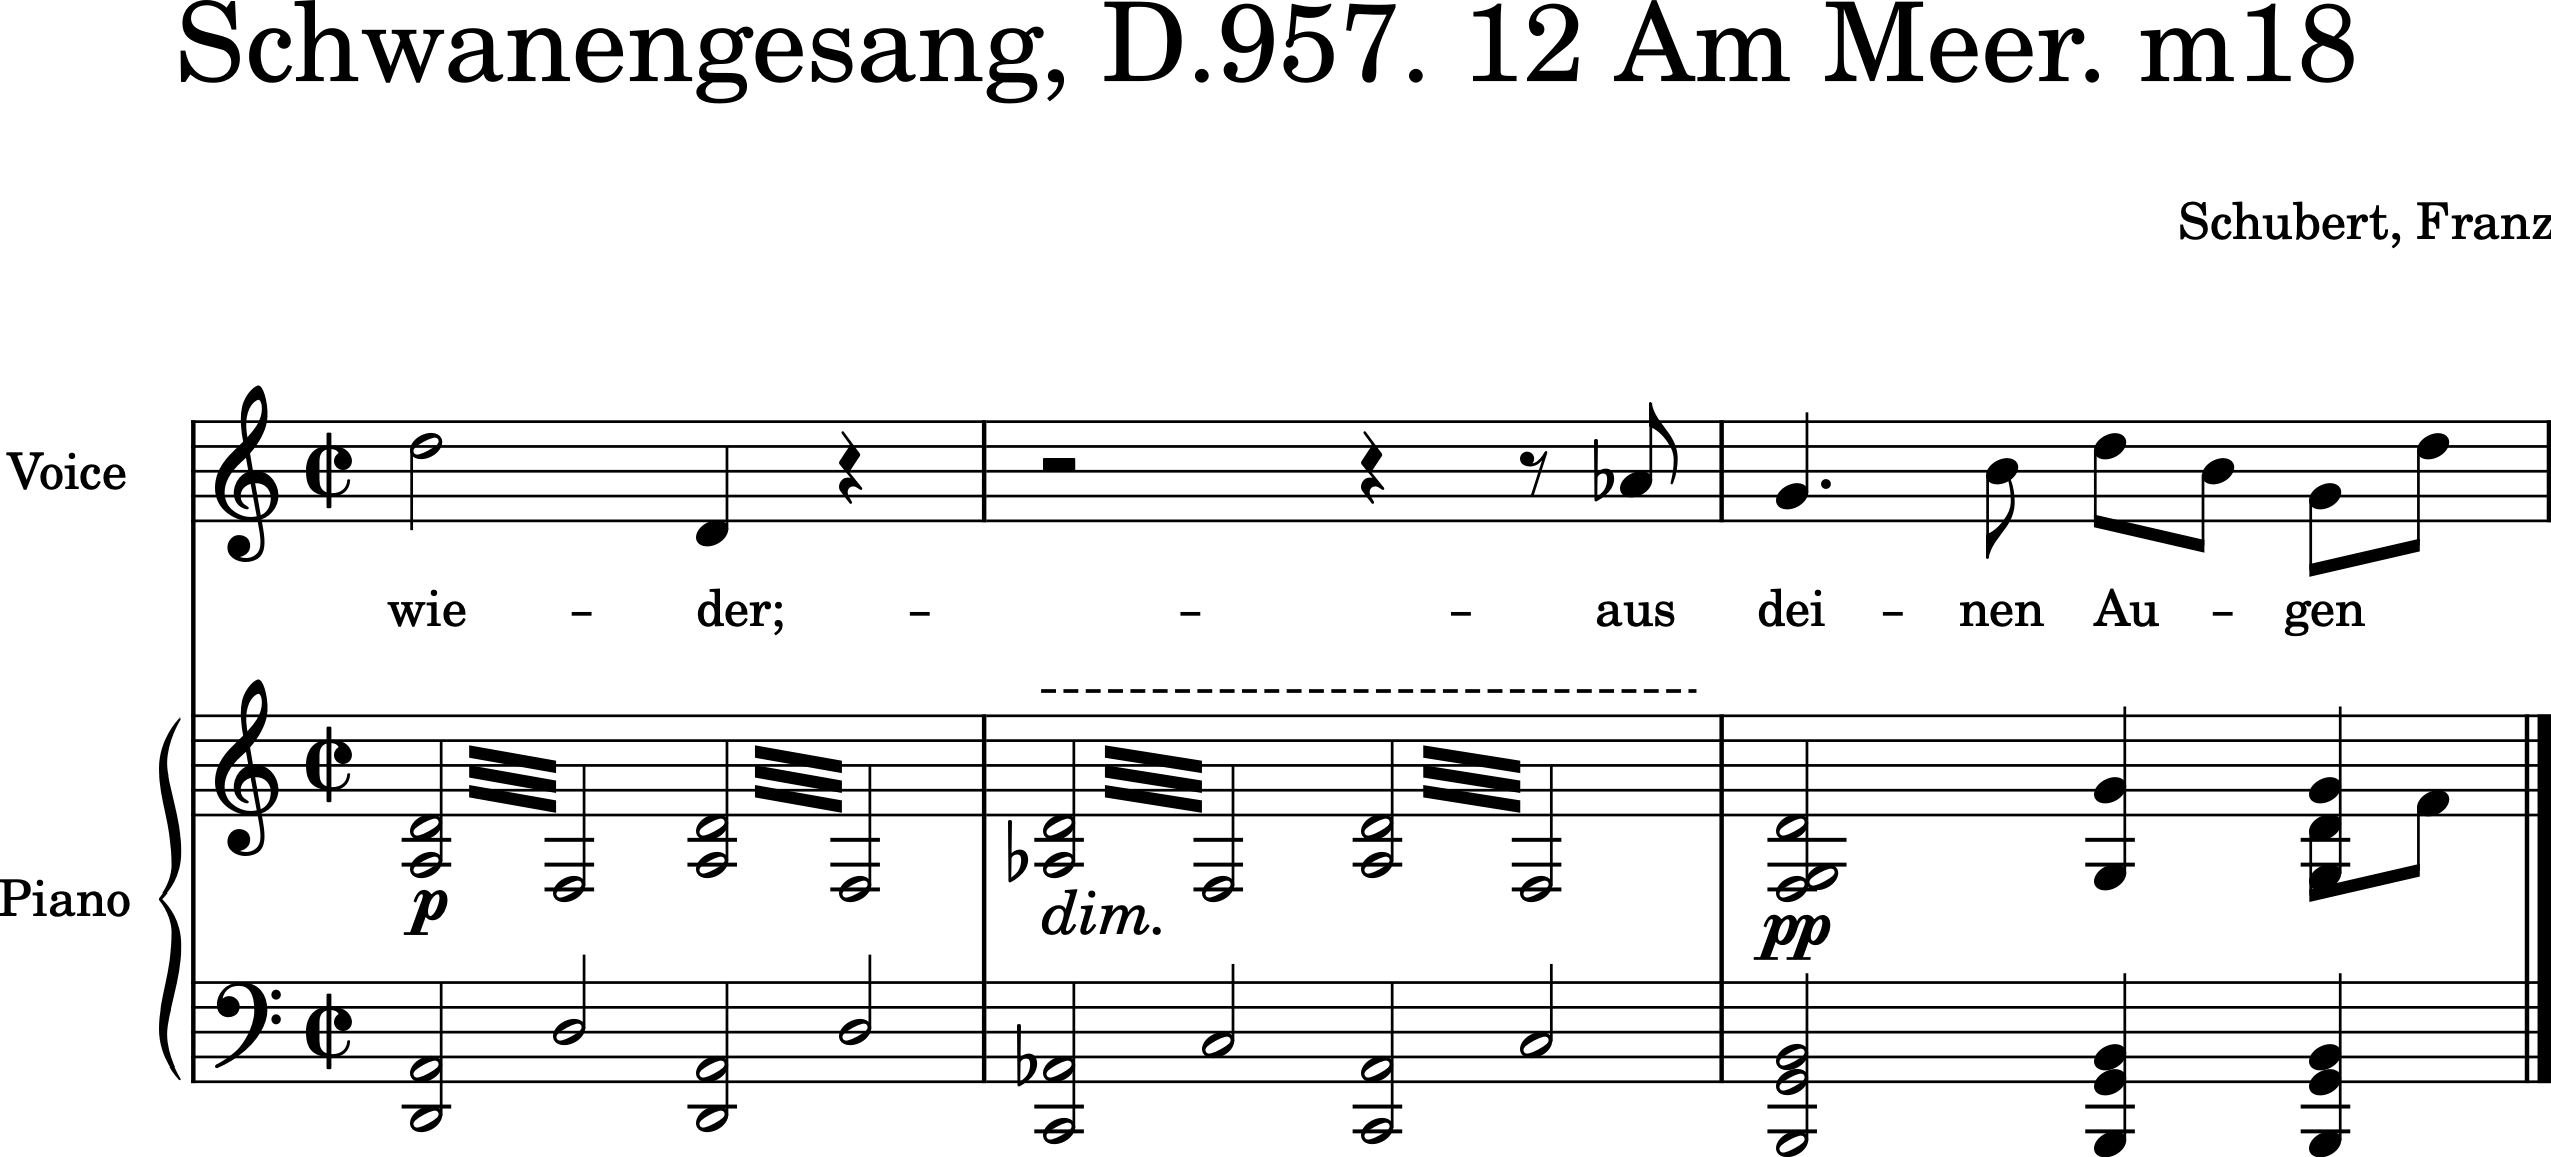 Schwanengesang, D.957. 12 Am Meer. m18
Schubert, Franz
Voice
wie – der; – – – aus dei – nen Au – gen
Piano
p
dim.
pp